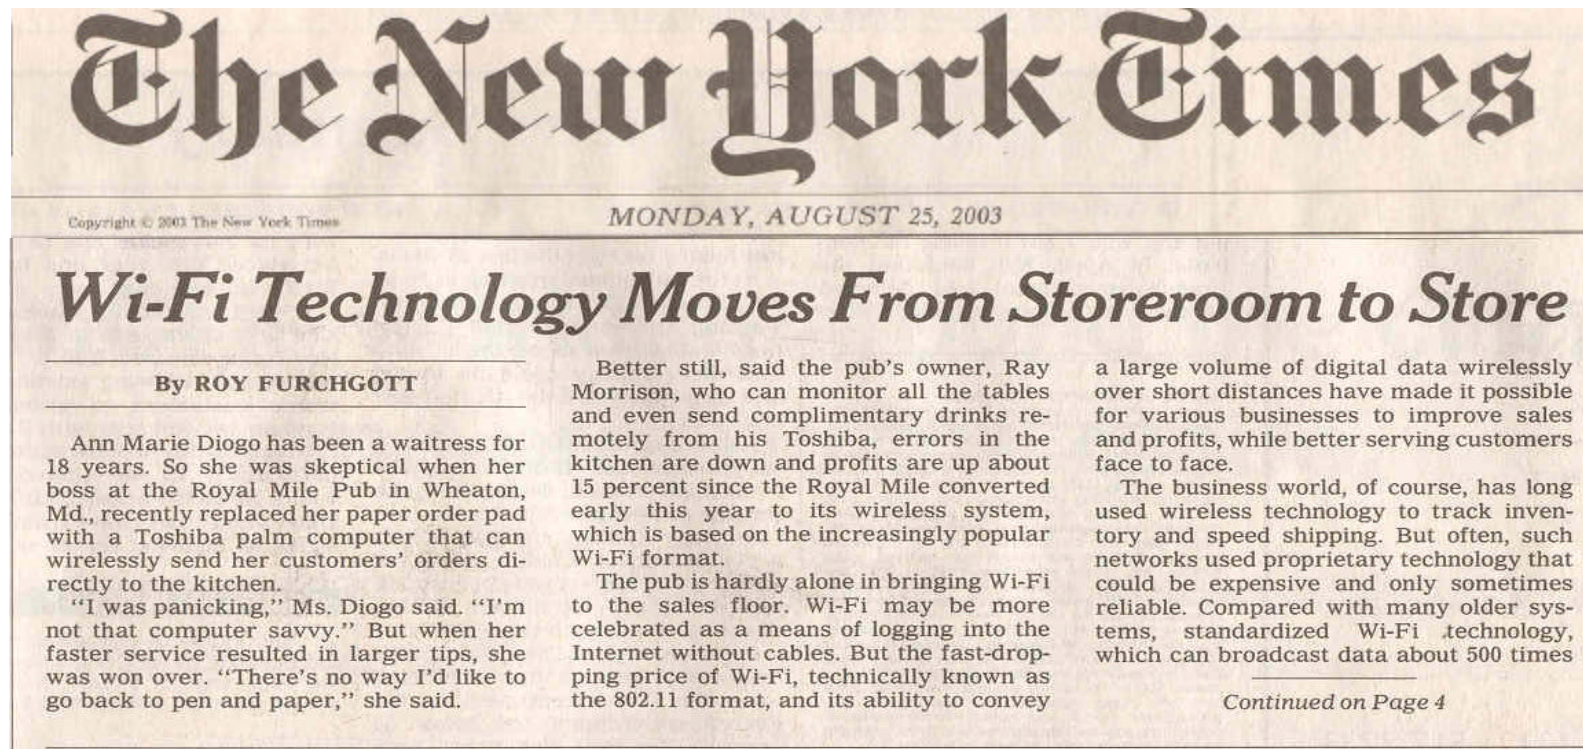 The New York Times
Copyright © 2003 The New York Times
MONDAY, AUGUST 25, 2003
Wi-Fi Technology Moves From Storeroom to Store
By ROY FURCHGOTT
Ann Marie Diogo has been a waitress for
18 years. So she was skeptical when her
boss at the Royal Mile Pub in Wheaton,
Md., recently replaced her paper order pad
with a Toshiba palm computer that can
wirelessly send her customers’ orders di-
rectly to the kitchen.
“I was panicking,” Ms. Diogo said. “I’m
not that computer savvy.” But when her
faster service resulted in larger tips, she
was won over. “There’s no way I’d like to
go back to pen and paper,” she said.
Better still, said the pub’s owner, Ray
Morrison, who can monitor all the tables
and even send complimentary drinks re-
motely from his Toshiba, errors in the
kitchen are down and profits are up about
15 percent since the Royal Mile converted
early this year to its wireless system,
which is based on the increasingly popular
Wi-Fi format.
The pub is hardly alone in bringing Wi-Fi
to the sales floor. Wi-Fi may be more
celebrated as a means of logging into the
Internet without cables. But the fast-drop-
ping price of Wi-Fi, technically known as
the 802.11 format, and its ability to convey
a large volume of digital data wirelessly
over short distances have made it possible
for various businesses to improve sales
and profits, while better serving customers
face to face.
The business world, of course, has long
used wireless technology to track inven-
tory and speed shipping. But often, such
networks used proprietary technology that
could be expensive and only sometimes
reliable. Compared with many older sys-
tems, standardized Wi-Fi technology,
which can broadcast data about 500 times
Continued on Page 4